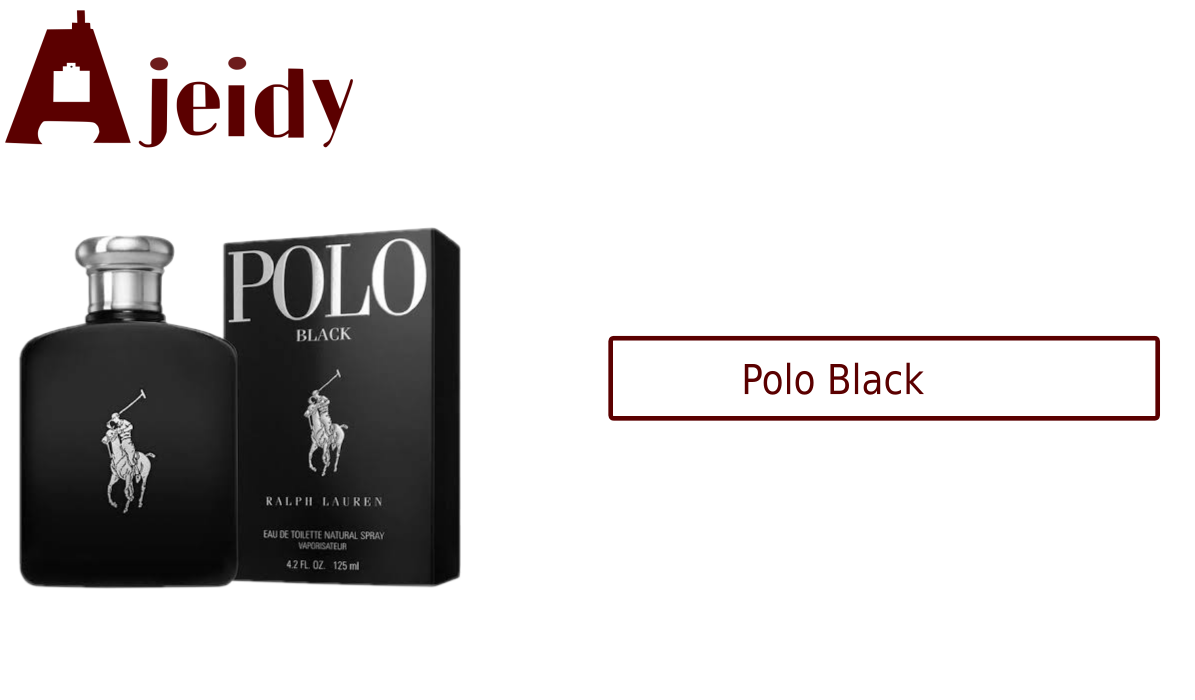 Ajeidy
POLO
BLACK
RALPH LAUREN
EAU DE TOILETTE NATURAL SPRAY
VAPORISATEUR
4.2 FL. OZ. 125 ml
Polo Black